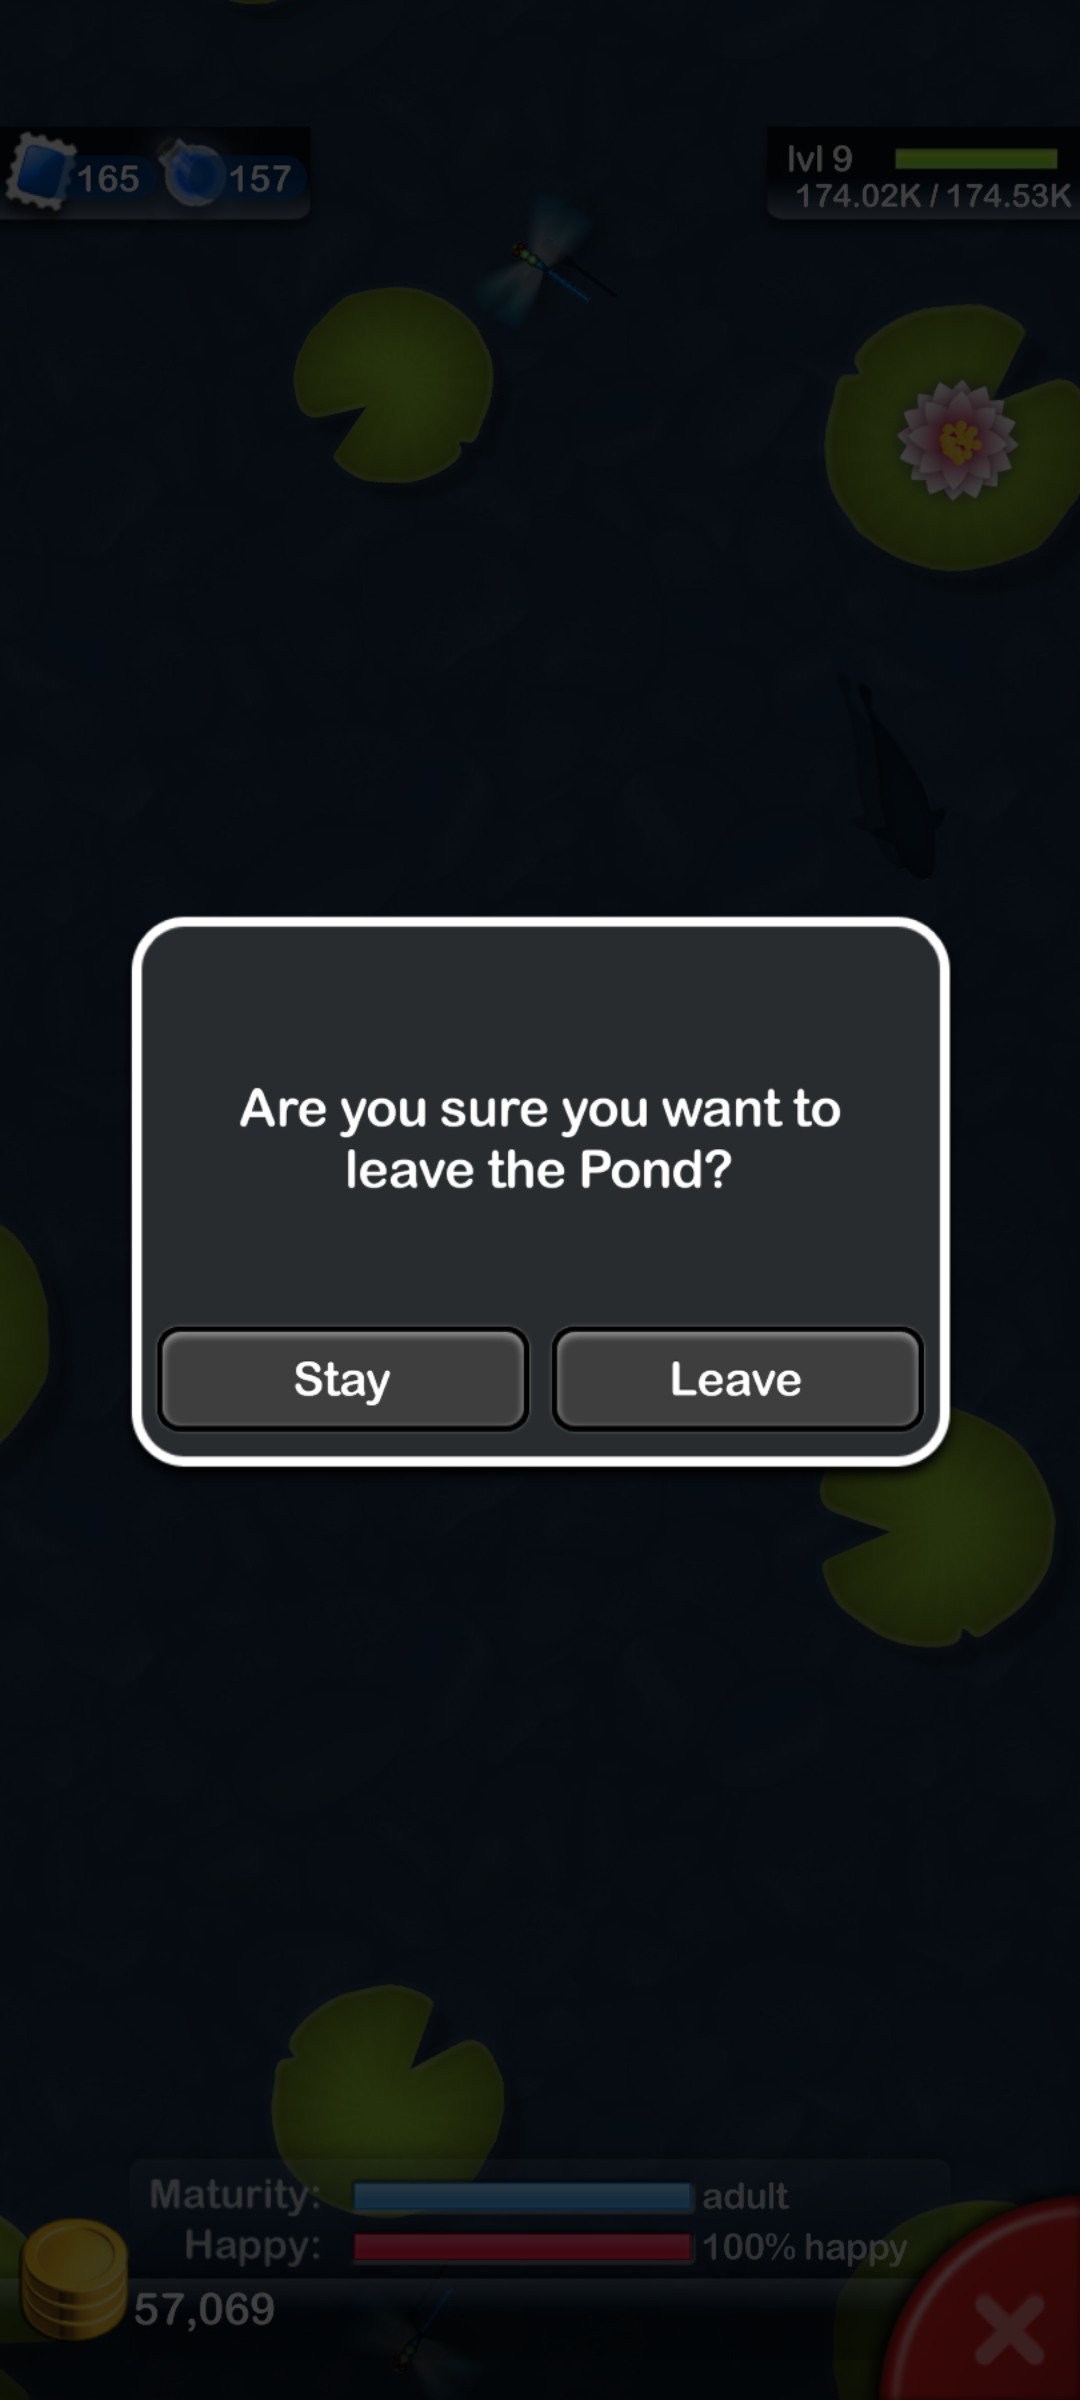 165 157
lvl 9
174.02K / 174.53K
Are you sure you want to
leave the Pond?
Stay Leave
Maturity: adult
Happy: 100% happy
57,069